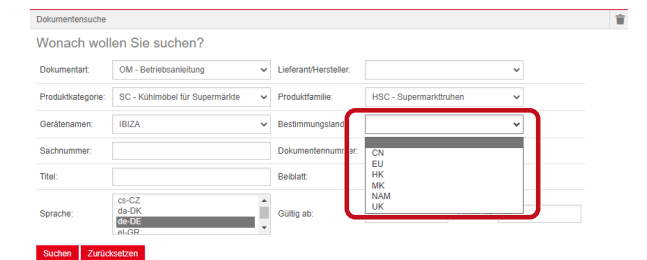 Dokumentensuche
Wonach wollen Sie suchen?
Dokumentart: OM - Betriebsanleitung Lieferant/Hersteller:
Produktkategorie: SC - Kühlmöbel für Supermärkte Produktfamilie: HSC - Supermarkttruhen
Gerätenamen: IBIZA Bestimmungsland
Sachnummer: Dokumentennummer:
CN
EU
HK
MK
NAM
UK
Titel: Beiblatt:
Sprache:
cs-CZ
da-DK
de-DE
el-GR
Gültig ab:
Suchen Zurücksetzen